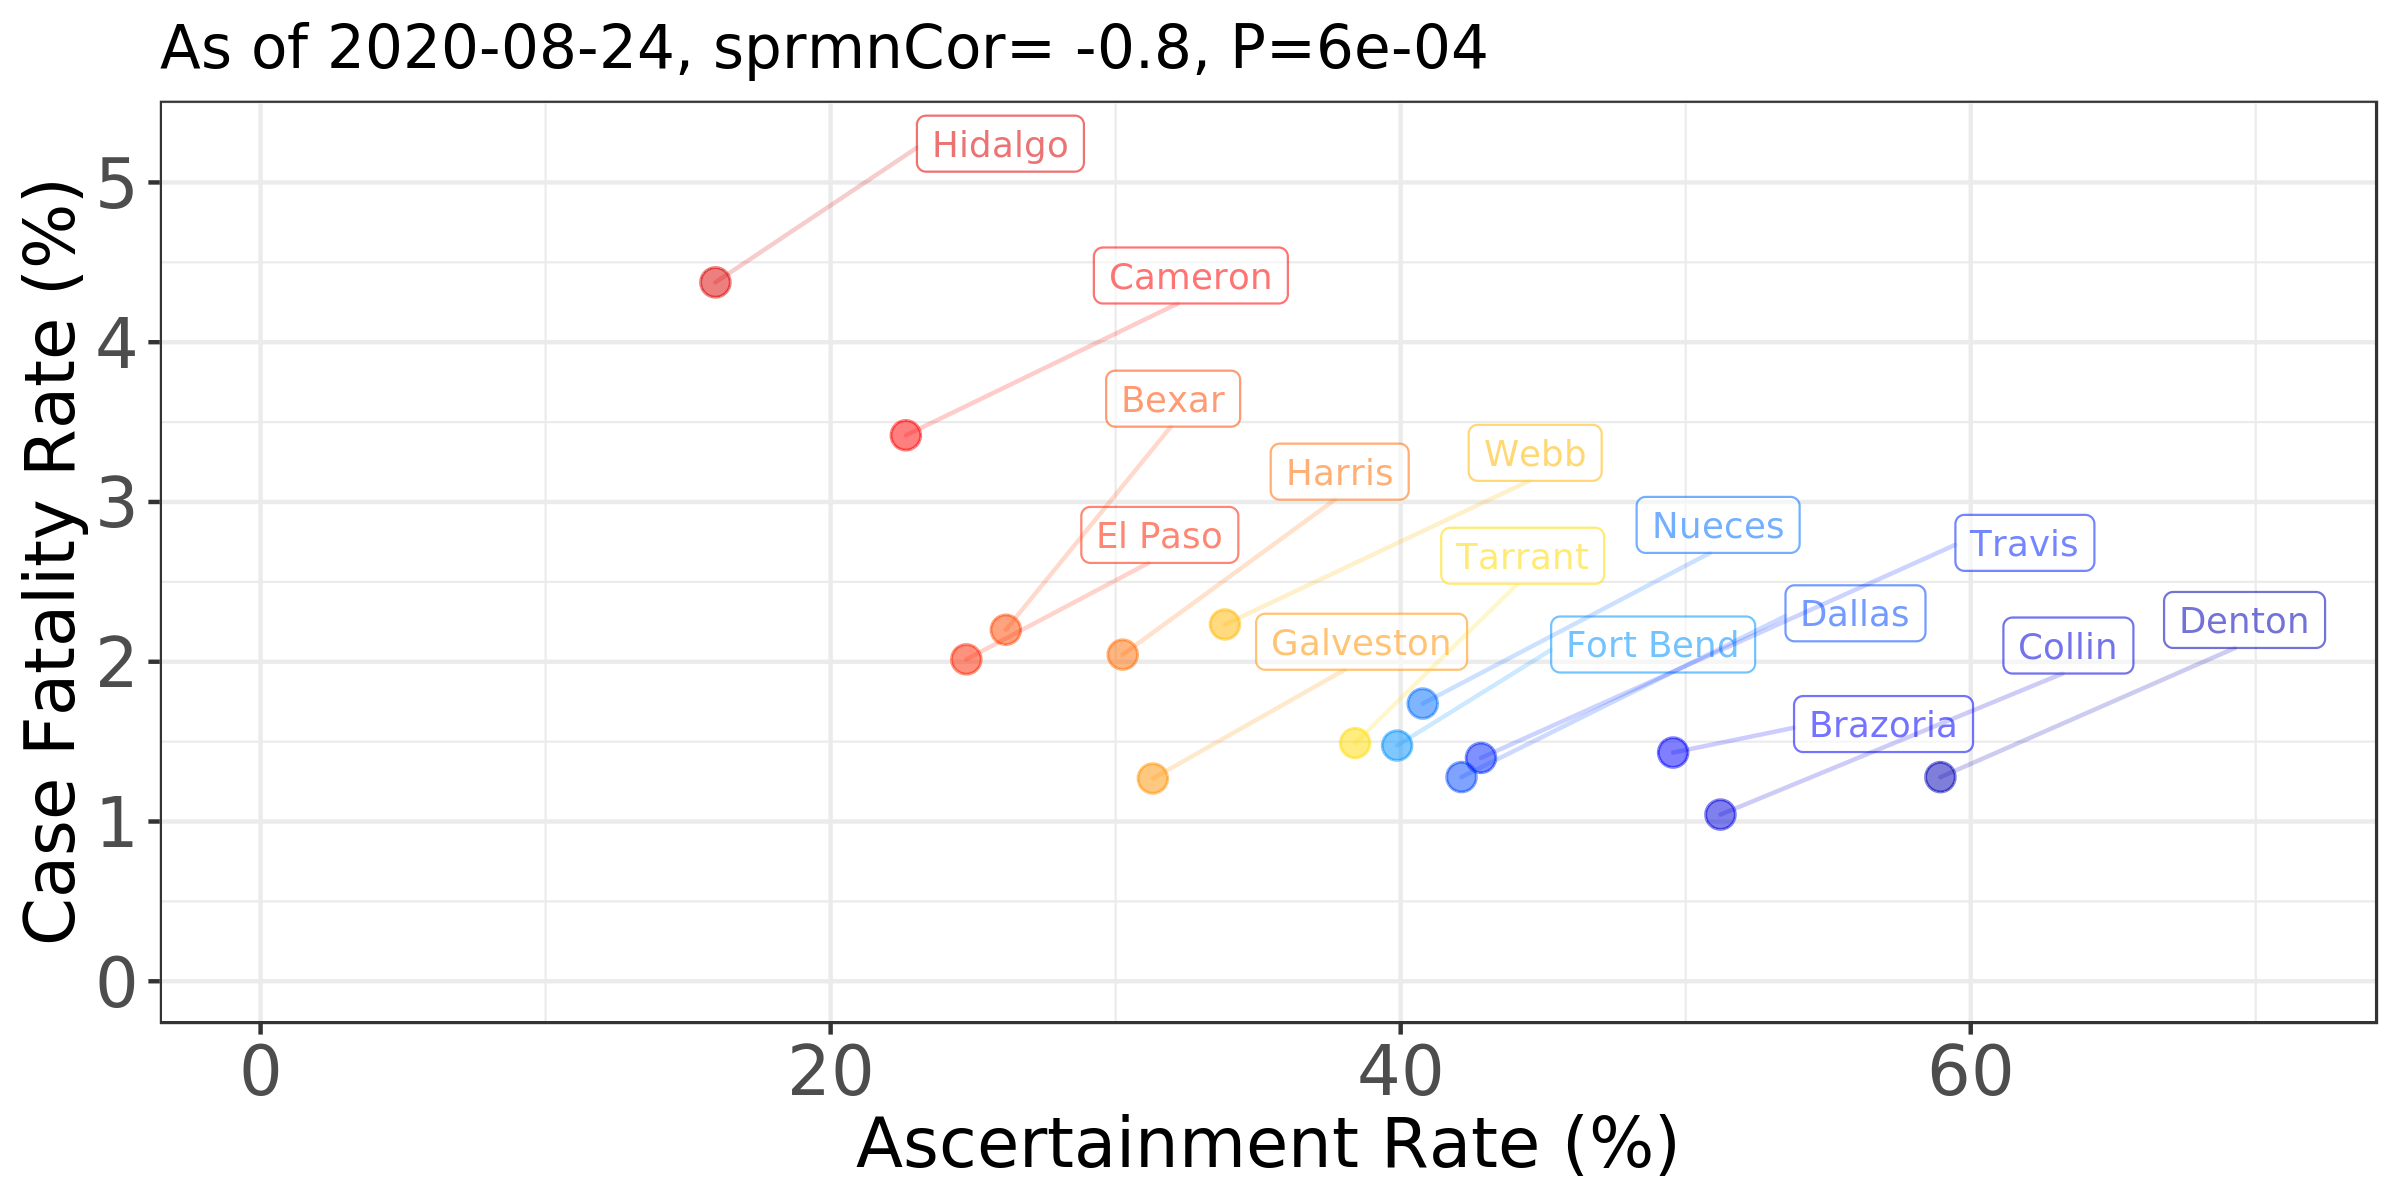 As of 2020-08-24, sprmnCor= -0.8, P=6e-04
Case Fatality Rate (%)
5
4
3
2
1
0
Hidalgo
Cameron
Bexar
Webb
Harris
Nueces
Travis
El Paso
Tarrant
Dallas
Denton
Galveston
Fort Bend
Collin
Brazoria
0 20 40 60
Ascertainment Rate (%)